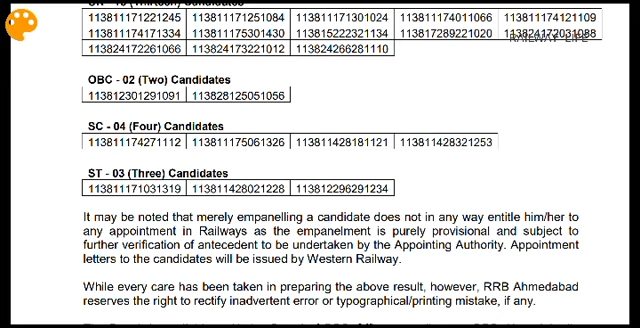 (Thirteen) Candidates
113811171221245 113811171251084 113811171301024 113811174011066 113811174121109
113811174171334 113811175301430 113815222321134 113817289221020 113824172031088
RAILWAY LIFE
113824172261066 113824173221012 113824266281110
OBC - 02 (Two) Candidates
113812301291091 113828125051056
SC - 04 (Four) Candidates
113811174271112 113811175061326 113811428181121 113811428321253
ST - 03 (Three) Candidates
113811171031319 113811428021228 113812296291234
It may be noted that merely empanelling a candidate does not in any way entitle him/her to
any appointment in Railways as the empanelment is purely provisional and subject to
further verification of antecedent to be undertaken by the Appointing Authority. Appointment
letters to the candidates will be issued by Western Railway.
While every care has been taken in preparing the above result, however, RRB Ahmedabad
reserves the right to rectify inadvertent error or typographical/printing mistake, if any.